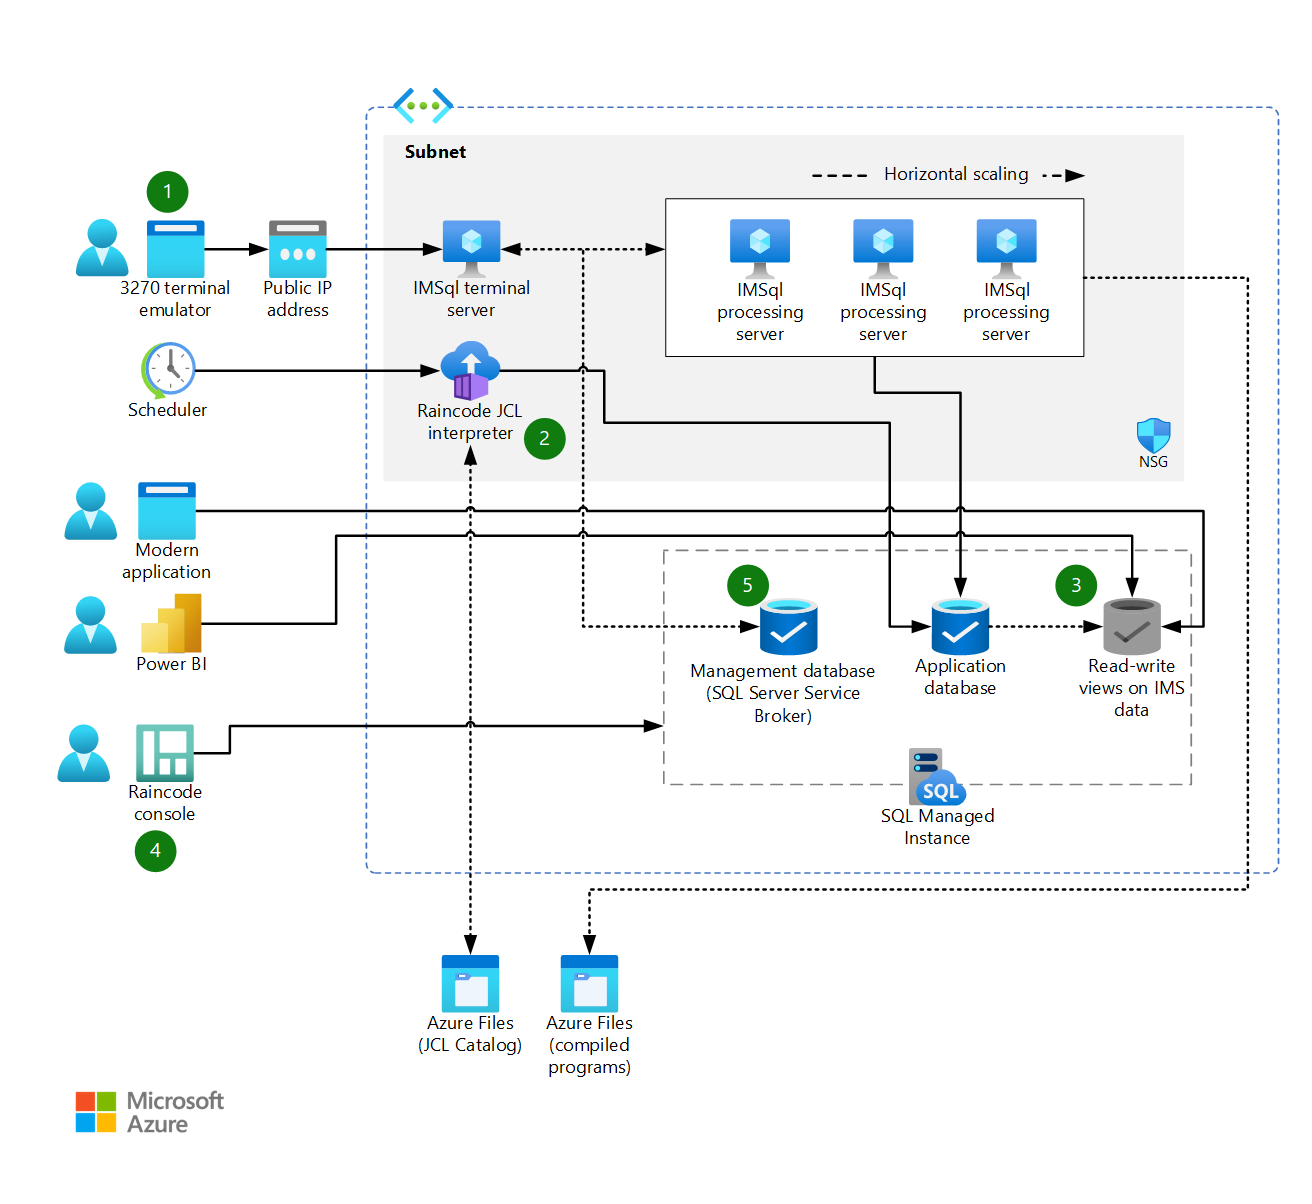 Subnet
Horizontal scaling
1
3270 terminal
emulator
Public IP
address
IMSql terminal
server
IMSql
processing
server
IMSql
processing
server
IMSql
processing
server
Scheduler
Raincode JCL
interpreter
2
NSG
Modern
application
Power BI
5
3
Management database
(SQL Server Service
Broker)
Application
database
Read-write
views on IMS
data
Raincode
console
4
SQL
SQL Managed
Instance
Azure Files
(JCL Catalog)
Azure Files
(compiled
programs)
Microsoft
Azure